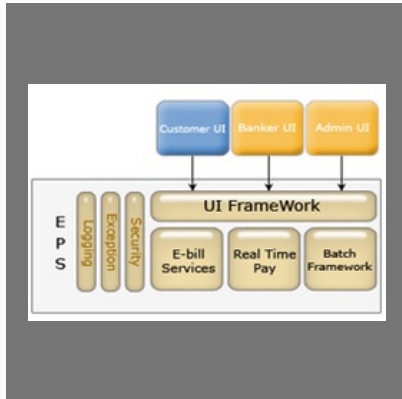 Customer UI
Banker UI
Admin UI
UI FrameWork
E
P
S
Logging
Exception
Security
E-bill
Services
Real Time
Pay
Batch
Framework